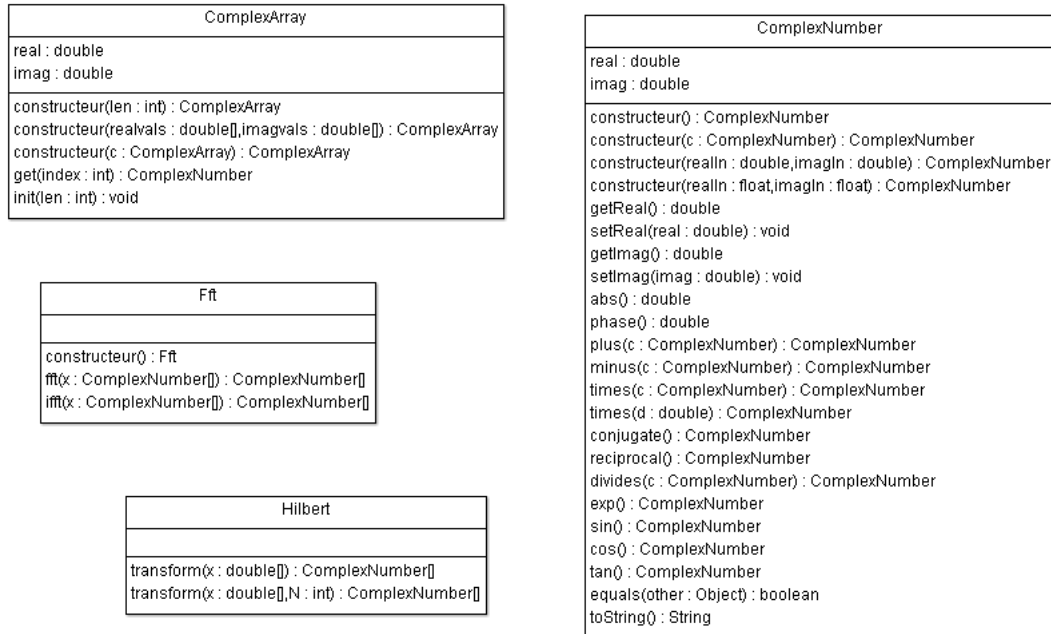 ComplexArray
real : double
imag : double
constructeur(len : int) : ComplexArray
constructeur(realvals : double[],imagvals : double[]) : ComplexArray
constructeur(c : ComplexArray) : ComplexArray
get(index : int) : ComplexNumber
init(len : int) : void
Fft
constructeur() : Fft
fft(x : ComplexNumber[]) : ComplexNumber[]
ifft(x : ComplexNumber[]) : ComplexNumber[]
Hilbert
transform(x : double[]) : ComplexNumber[]
transform(x : double[],N : int) : ComplexNumber[]
ComplexNumber
real : double
imag : double
constructeur() : ComplexNumber
constructeur(c : ComplexNumber) : ComplexNumber
constructeur(realIn : double,imagIn : double) : ComplexNumber
constructeur(realIn : float,imagIn : float) : ComplexNumber
getReal() : double
setReal(real : double) : void
getImag() : double
setImag(imag : double) : void
abs() : double
phase() : double
plus(c : ComplexNumber) : ComplexNumber
minus(c : ComplexNumber) : ComplexNumber
times(c : ComplexNumber) : ComplexNumber
times(d : double) : ComplexNumber
conjugate() : ComplexNumber
reciprocal() : ComplexNumber
divides(c : ComplexNumber) : ComplexNumber
exp() : ComplexNumber
sin() : ComplexNumber
cos() : ComplexNumber
tan() : ComplexNumber
equals(other : Object) : boolean
toString() : String